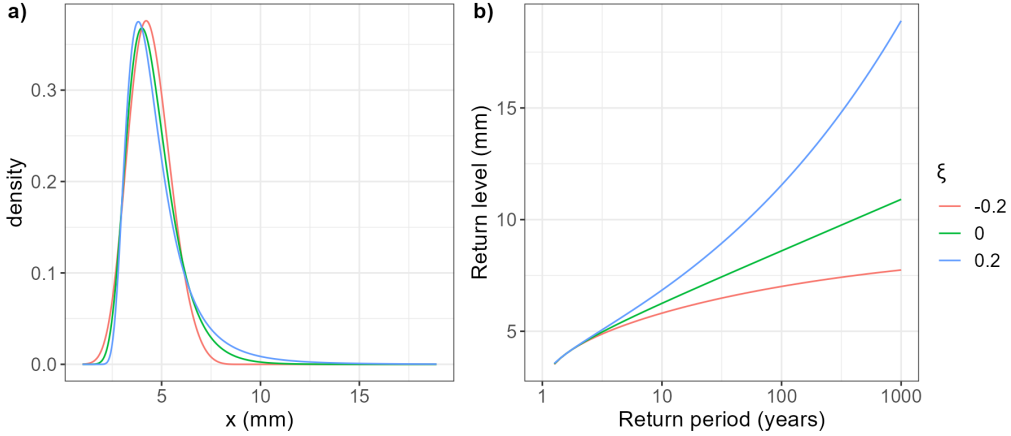 a)
density
0.3
0.2
0.1
0.0
5 10 15
x (mm)
b)
Return level (mm)
15
10
5
1 10 100 1000
Return period (years)
ξ
-0.2
0
0.2